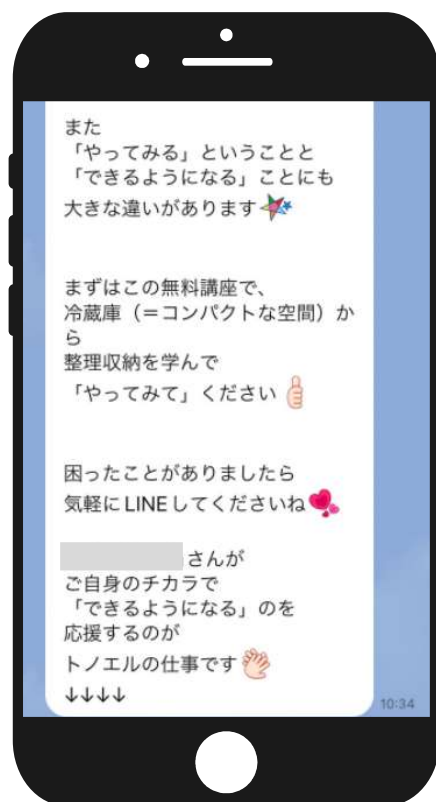 また
「やってみる」ということと
「できるようになる」ことにも
大きな違いがあります
まずはこの無料講座で、
冷蔵庫（＝コンパクトな空間）か
ら
整理収納を学んで
「やってみて」ください
困ったことがありましたら
気軽にLINEしてくださいね
さんが
ご自身のチカラで
「できるようになる」のを
応援するのが
トノエルの仕事です
↓↓↓↓
10:34